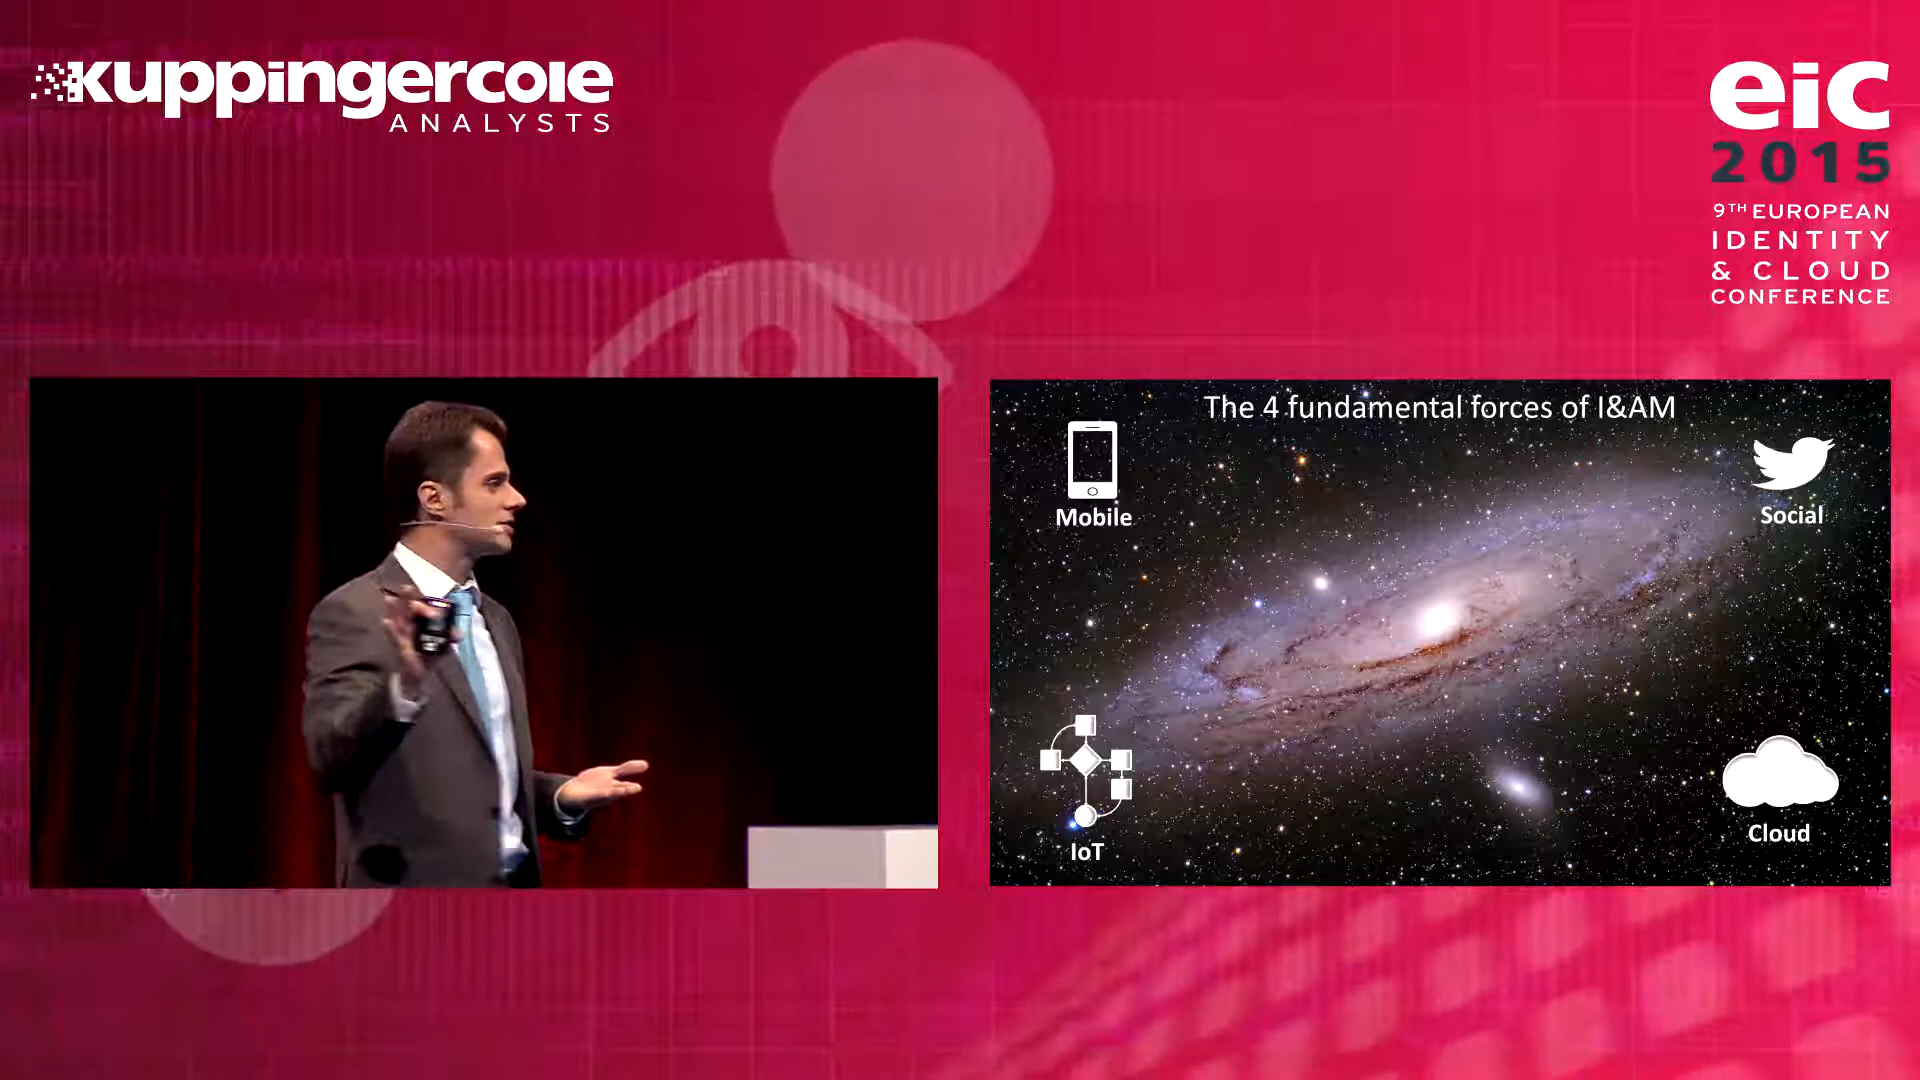 kuppingercole
ANALYSTS
eic
2015
9TH EUROPEAN
IDENTITY
& CLOUD
CONFERENCE
The 4 fundamental forces of I&AM
Mobile
Social
IoT
Cloud